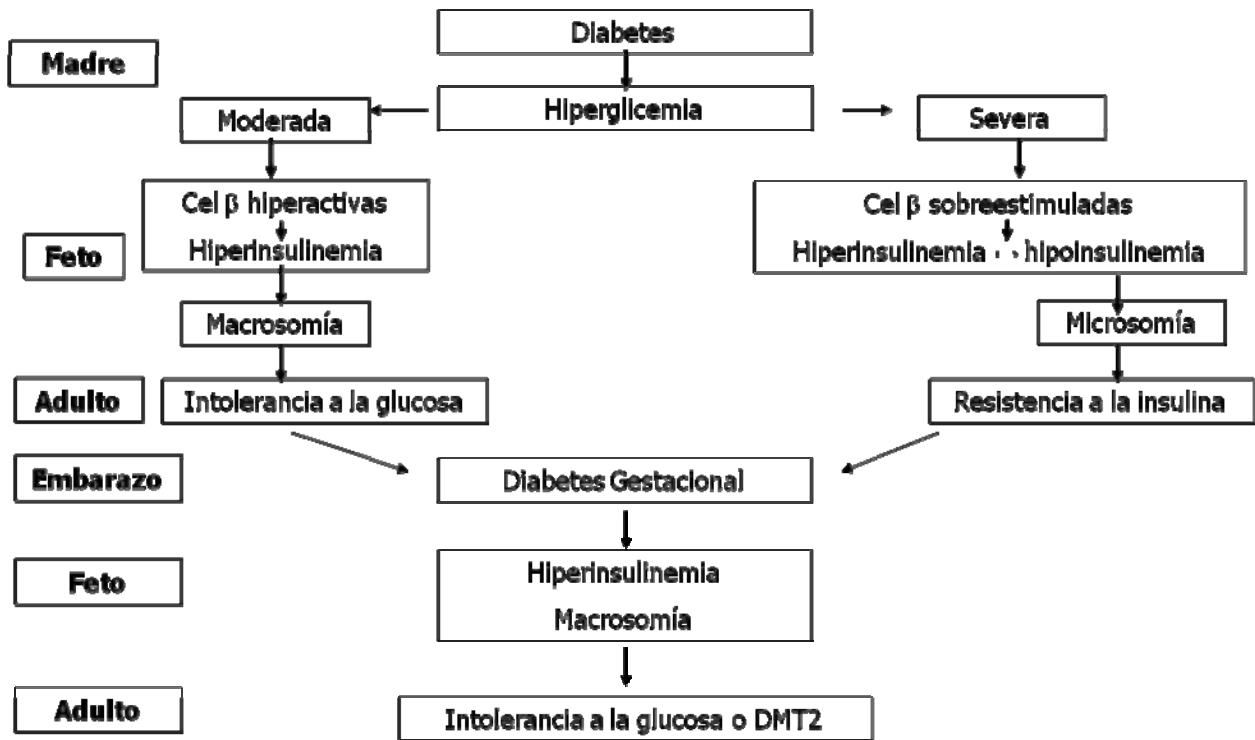 Diabetes
Madre
Hiperglicemia
Moderada
Severa
Cel β hiperactivas
Hiperinsulinemia
Cel β sobreestimuladas
Hiperinsulinemia hipoinsulinemia
Feto
Macrosomía
Microsomía
Adulto
Intolerancia a la glucosa
Resistencia a la insulina
Embarazo
Diabetes Gestacional
Feto
Hiperinsulinemia
Macrosomía
Adulto
Intolerancia a la glucosa o DMT2